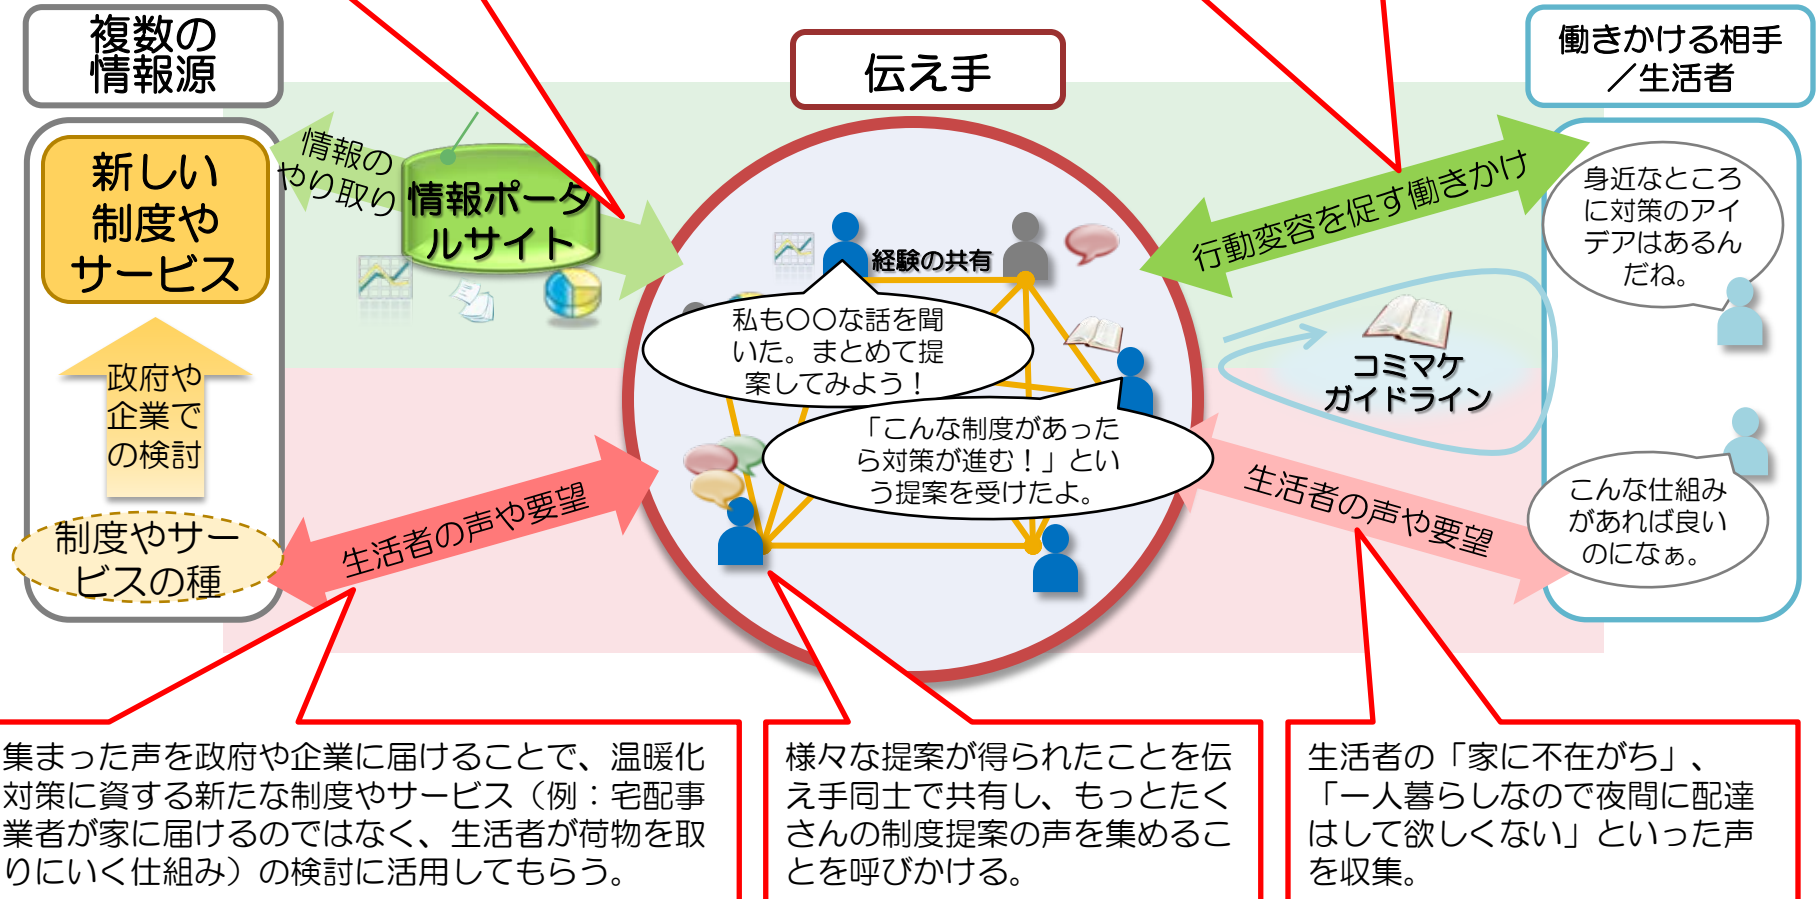 複数の
情報源
伝え手
働きかける相手
／生活者
新しい
制度や
サービス
政府や
企業で
の検討
制度やサー
ビスの種
情報の
やり取り
情報ポータ
ルサイト
経験の共有
私も〇〇な話を聞
いた。まとめて提
案してみよう！
「こんな制度があった
ら対策が進む！」とい
う提案を受けたよ。
行動変容を促す働きかけ
コミマケ
ガイドライン
身近なところ
に対策のアイ
デアはあるん
だね。
こんな仕組み
があれば良い
のになぁ。
生活者の声や要望
生活者の声や要望
集まった声を政府や企業に届けることで、温暖化
対策に資する新たな制度やサービス（例：宅配事
業者が家に届けるのではなく、生活者が荷物を取
りにいく仕組み）の検討に活用してもらう。
様々な提案が得られたことを伝
え手同士で共有し、もっとたく
さんの制度提案の声を集めるこ
とを呼びかける。
生活者の「家に不在がち」、
「一人暮らしなので夜間に配達
はして欲しくない」といった声
を収集。